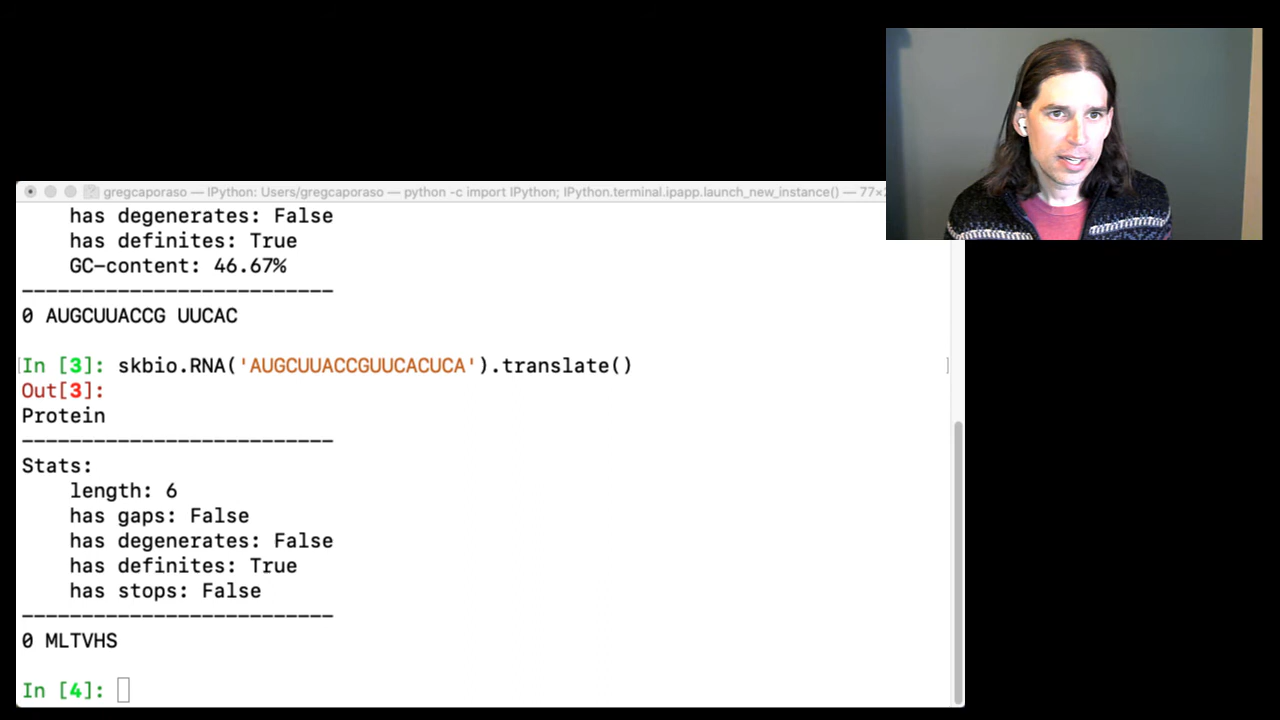 gregcaporaso — IPython: Users/gregcaporaso — python -c import IPython; IPython.terminal.ipapp.launch_new_instance() — 77×
has degenerates: False
has definites: True
GC-content: 46.67%
--------------------------
0 AUGCUUACCG UUCAC
In [3]: skbio.RNA('AUGCUUACCGUUCACUCA').translate()
Out[3]:
Protein
--------------------------
Stats:
length: 6
has gaps: False
has degenerates: False
has definites: True
has stops: False
--------------------------
0 MLTVHS
In [4]: